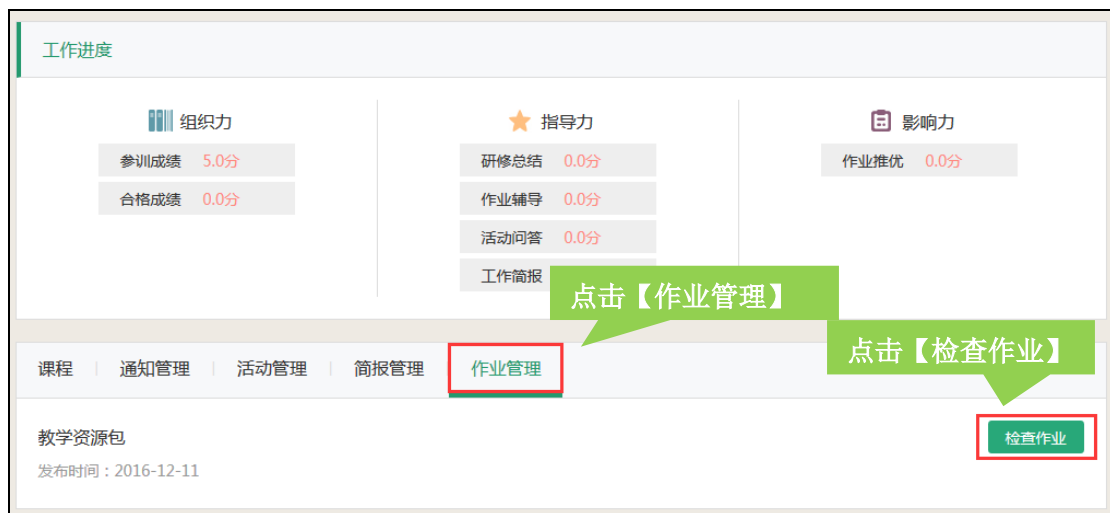 工作进度
组织力
参训成绩 5.0分
合格成绩 0.0分
指导力
研修总结 0.0分
作业辅导 0.0分
活动问答 0.0分
工作简报
影响力
作业推优 0.0分
点击【作业管理】
点击【检查作业】
课程 通知管理 活动管理 简报管理 作业管理
教学资源包
检查作业
发布时间：2016-12-11